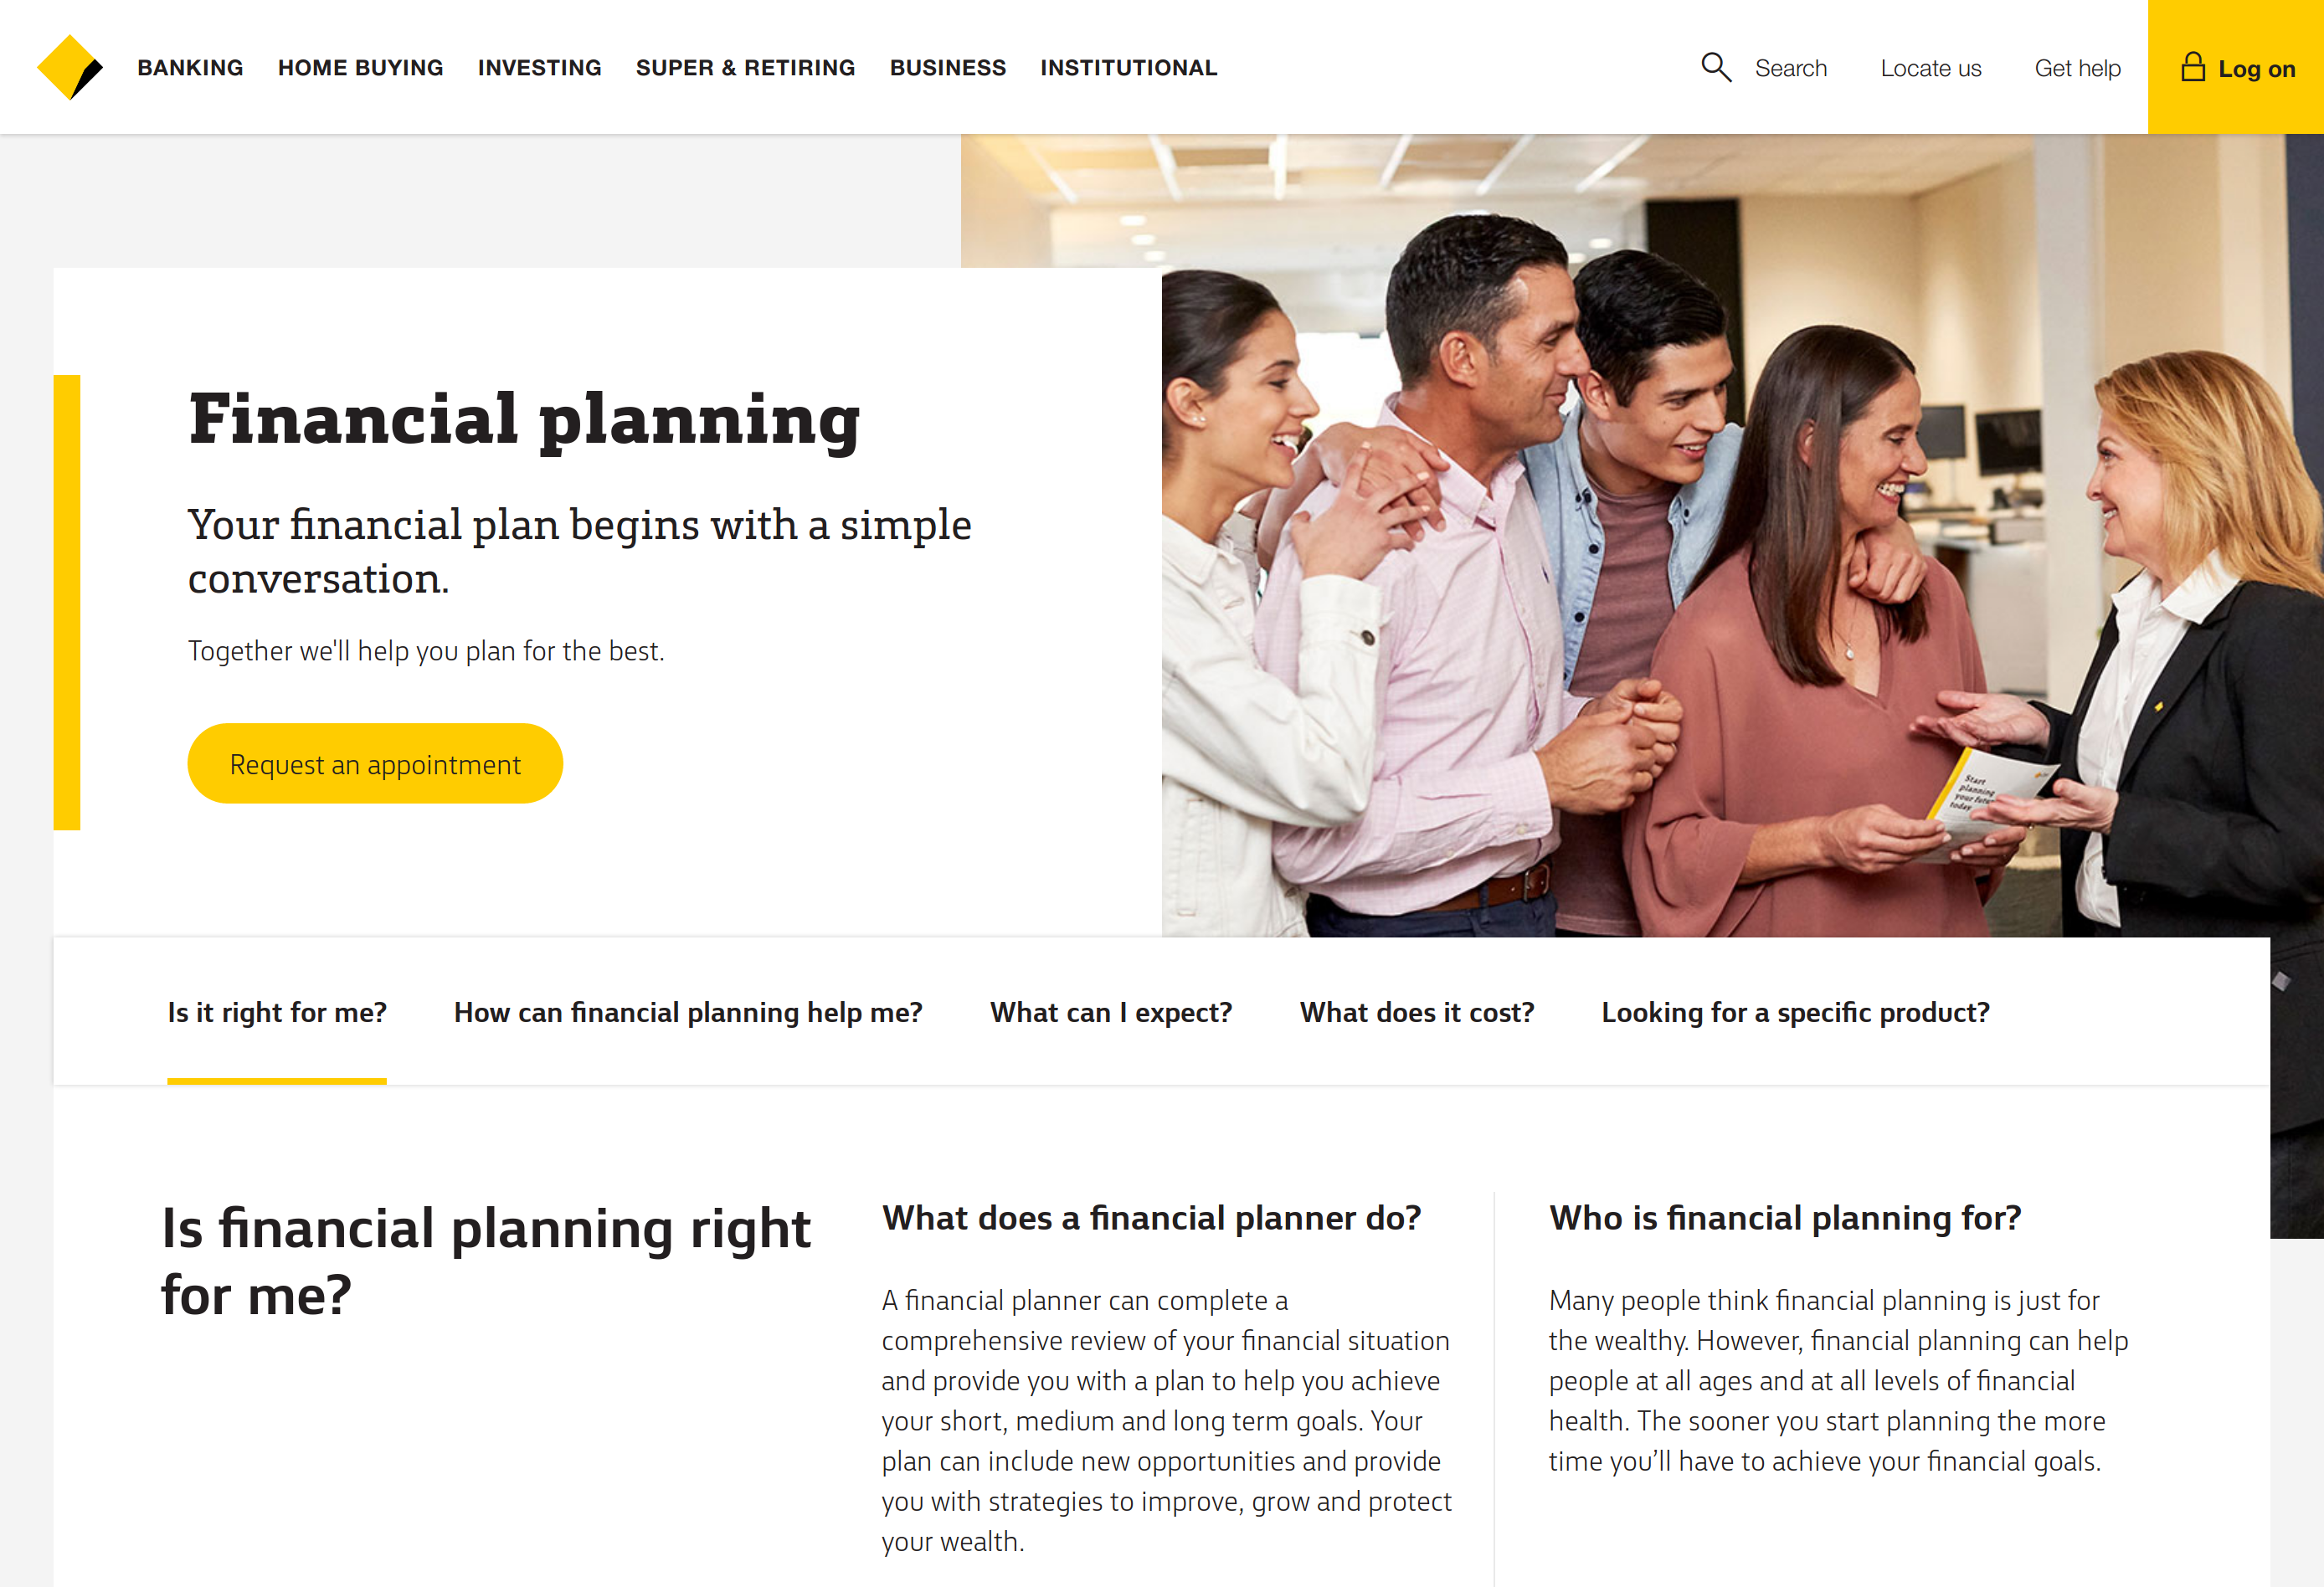 BANKING HOME BUYING INVESTING SUPER & RETIRING BUSINESS INSTITUTIONAL Search Locate us Get help Log on
Financial planning
Your financial plan begins with a simple
conversation.
Together we'll help you plan for the best.
Request an appointment
Start
planning
your future
today
Is it right for me? How can financial planning help me? What can I expect? What does it cost? Looking for a specific product?
Is financial planning right
for me?
What does a financial planner do?
A financial planner can complete a
comprehensive review of your financial situation
and provide you with a plan to help you achieve
your short, medium and long term goals. Your
plan can include new opportunities and provide
you with strategies to improve, grow and protect
your wealth.
Who is financial planning for?
Many people think financial planning is just for
the wealthy. However, financial planning can help
people at all ages and at all levels of financial
health. The sooner you start planning the more
time you’ll have to achieve your financial goals.